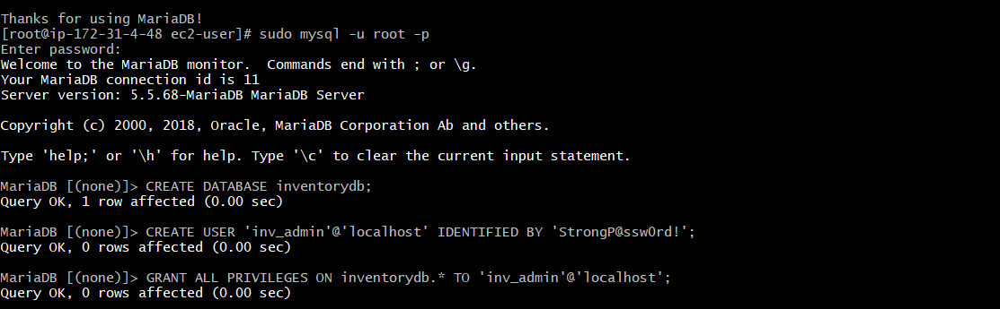 Thanks for using MariaDB!
[root@ip-172-31-4-48 ec2-user]# sudo mysql -u root -p
Enter password:
Welcome to the MariaDB monitor.  Commands end with ; or \g.
Your MariaDB connection id is 11
Server version: 5.5.68-MariaDB MariaDB Server
Copyright (c) 2000, 2018, Oracle, MariaDB Corporation Ab and others.
Type 'help;' or '\h' for help. Type '\c' to clear the current input statement.
MariaDB [(none)]> CREATE DATABASE inventorydb;
Query OK, 1 row affected (0.00 sec)
MariaDB [(none)]> CREATE USER 'inv_admin'@'localhost' IDENTIFIED BY 'StrongP@ssw0rd!';
Query OK, 0 rows affected (0.00 sec)
MariaDB [(none)]> GRANT ALL PRIVILEGES ON inventorydb.* TO 'inv_admin'@'localhost';
Query OK, 0 rows affected (0.00 sec)